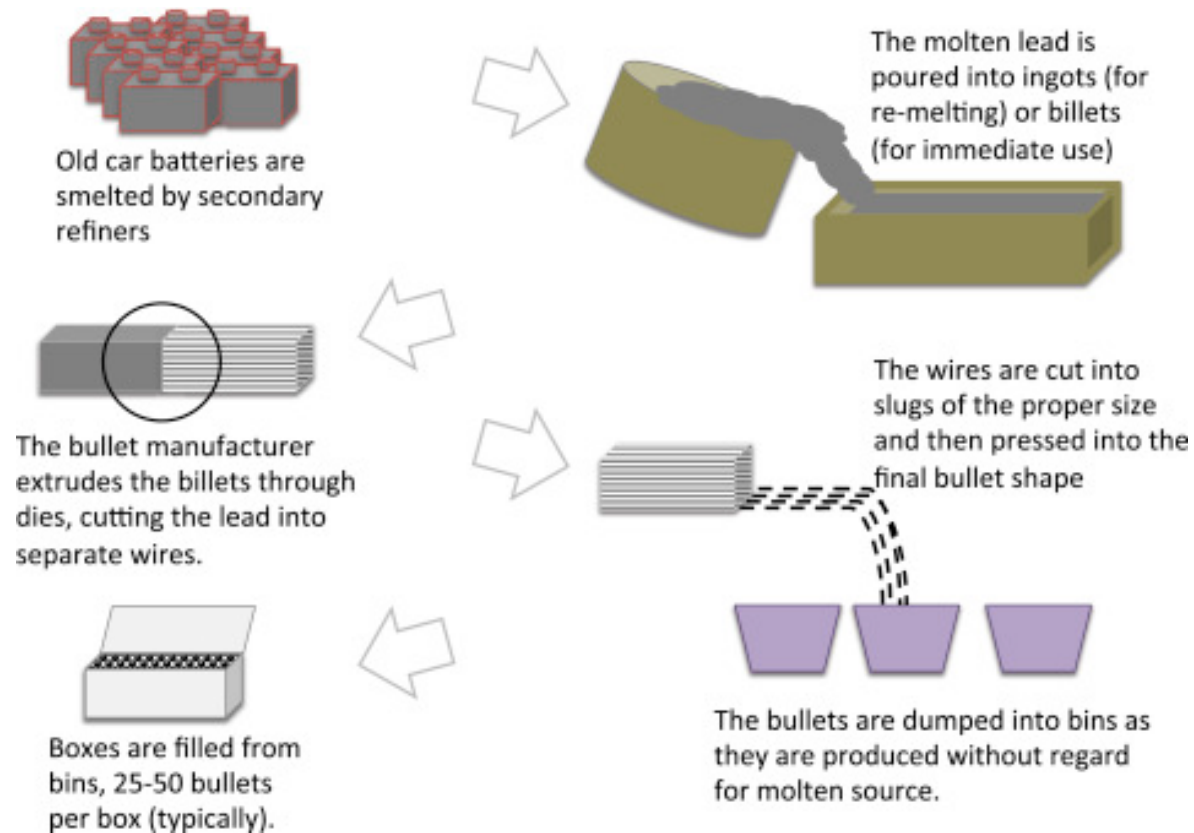 Old car batteries are
smelted by secondary
refiners
The molten lead is
poured into ingots (for
re-melting) or billets
(for immediate use)
The bullet manufacturer
extrudes the billets through
dies, cutting the lead into
separate wires.
The wires are cut into
slugs of the proper size
and then pressed into the
final bullet shape
The bullets are dumped into bins as
they are produced without regard
for molten source.
Boxes are filled from
bins, 25-50 bullets
per box (typically).